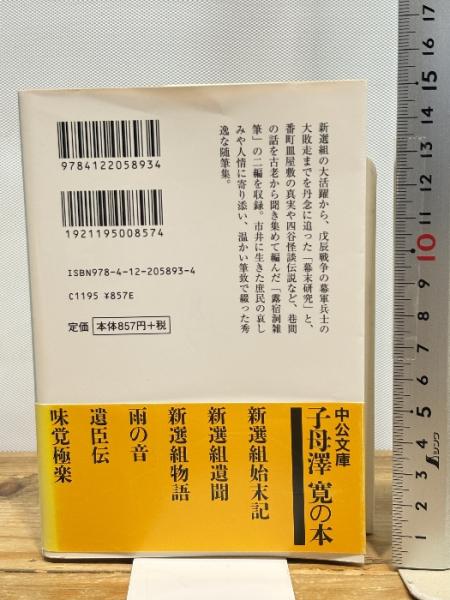 新選組の大活躍から、戊辰戦争の幕軍兵士の
大敗走までを丹念に追った「幕末研究」と、
番町皿屋敷の真実や四谷怪談伝説など、巷間
の話を古老から聞き集めて編んだ「露宿洞雑
筆」の二編を収録。市井に生きた庶民の哀し
みや人情に寄り添い、温かい筆致で綴った秀
逸な随筆集。
9784122058934
1921195008574
ISBN978-4-12-205893-4
C1195 ¥857E
定価 本体857円+税
中公文庫
子母澤 寛の本
新選組始末記
新選組遺聞
新選組物語
雨の音
遺臣伝
味覚極楽
17
16
15
14
13
12
11
10
9
8
7
6
5
4
3
2
1
シンワ